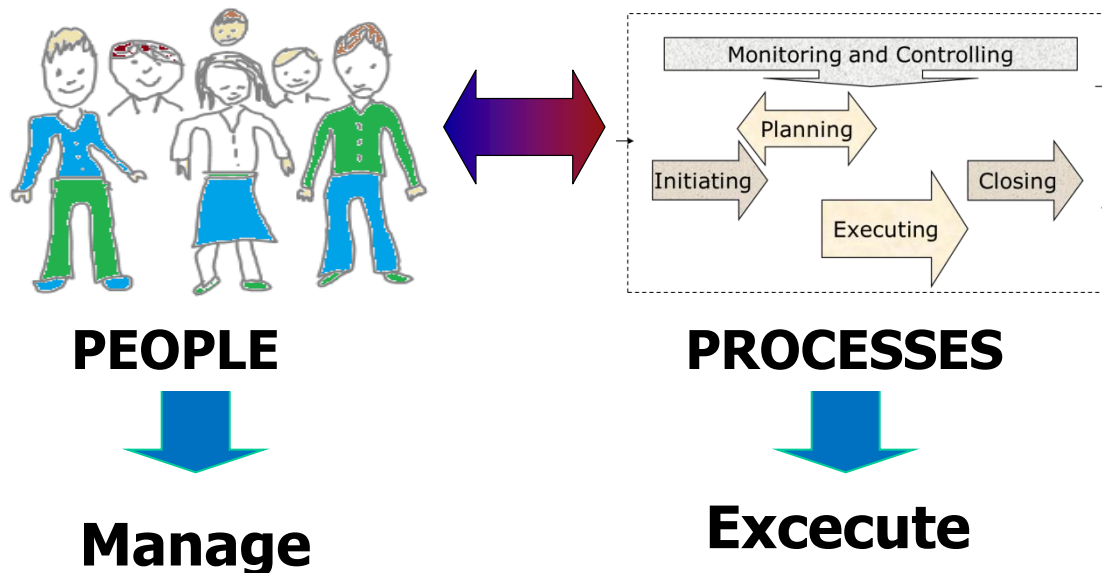 Monitoring and Controlling
Planning
Initiating
Closing
Executing
PEOPLE
PROCESSES
Manage
Excecute